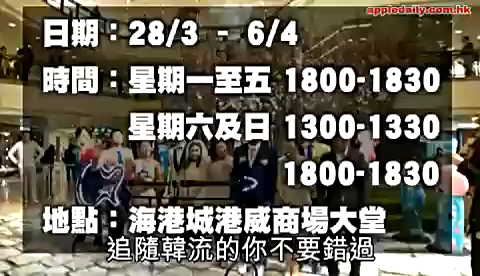 appledaily.com.hk
日期：28/3 - 6/4
時間：星期一至五 1800-1830
星期六及日 1300-1330
1800-1830
地點：海港城港威商場大堂
追隨韓流的你不要錯過